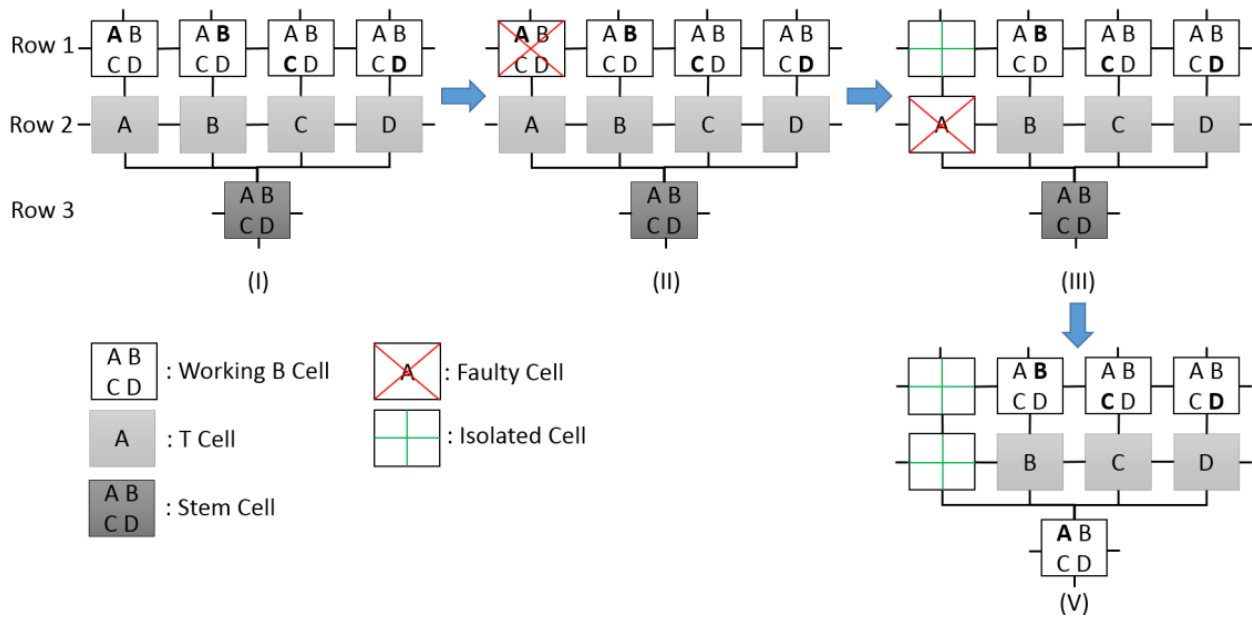 Row 1
A B A B A B A B
C D C D C D C D
Row 2
A B C D
Row 3
A B
C D
(I)
A B A B A B A B
C D C D C D C D
A B C D
A B
C D
(II)
A B A B A B
C D C D C D
A B C D
A B
C D
(III)
A B
C D
: Working B Cell
A
: Faulty Cell
A
: T Cell
: Isolated Cell
A B
C D
: Stem Cell
A B A B A B
C D C D C D
B C D
A B
C D
(V)